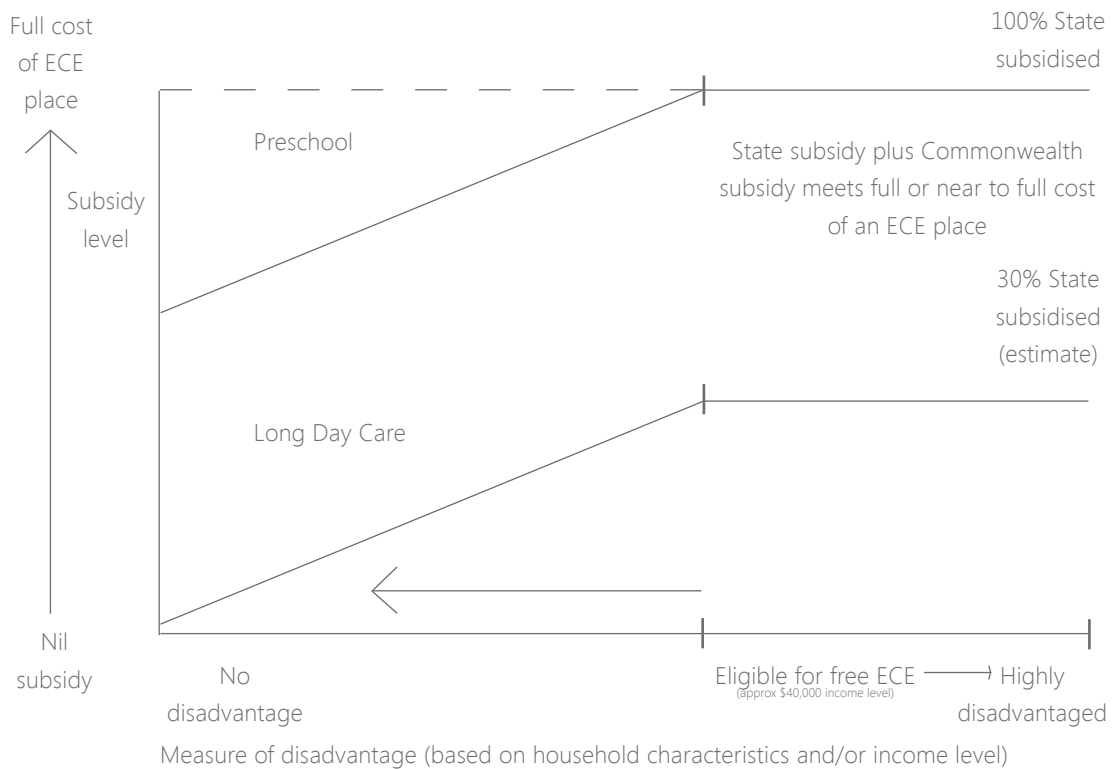 Full cost
of ECE
place
100% State
subsidised
Preschool
State subsidy plus Commonwealth
subsidy meets full or near to full cost
of an ECE place
Subsidy
level
30% State
subsidised
(estimate)
Long Day Care
Nil
subsidy
No
disadvantage
Eligible for free ECE
(approx $40,000 income level)
Highly
disadvantaged
Measure of disadvantage (based on household characteristics and/or income level)